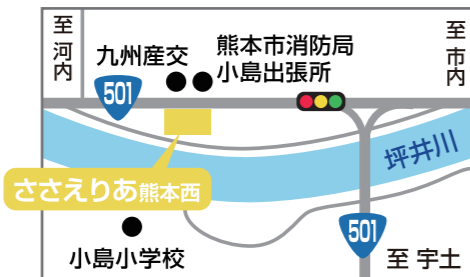 至河内
九州産交
熊本市消防局
小島出張所
至市内
501
坪井川
ささえりあ熊本西
小島小学校
501
至 宇土